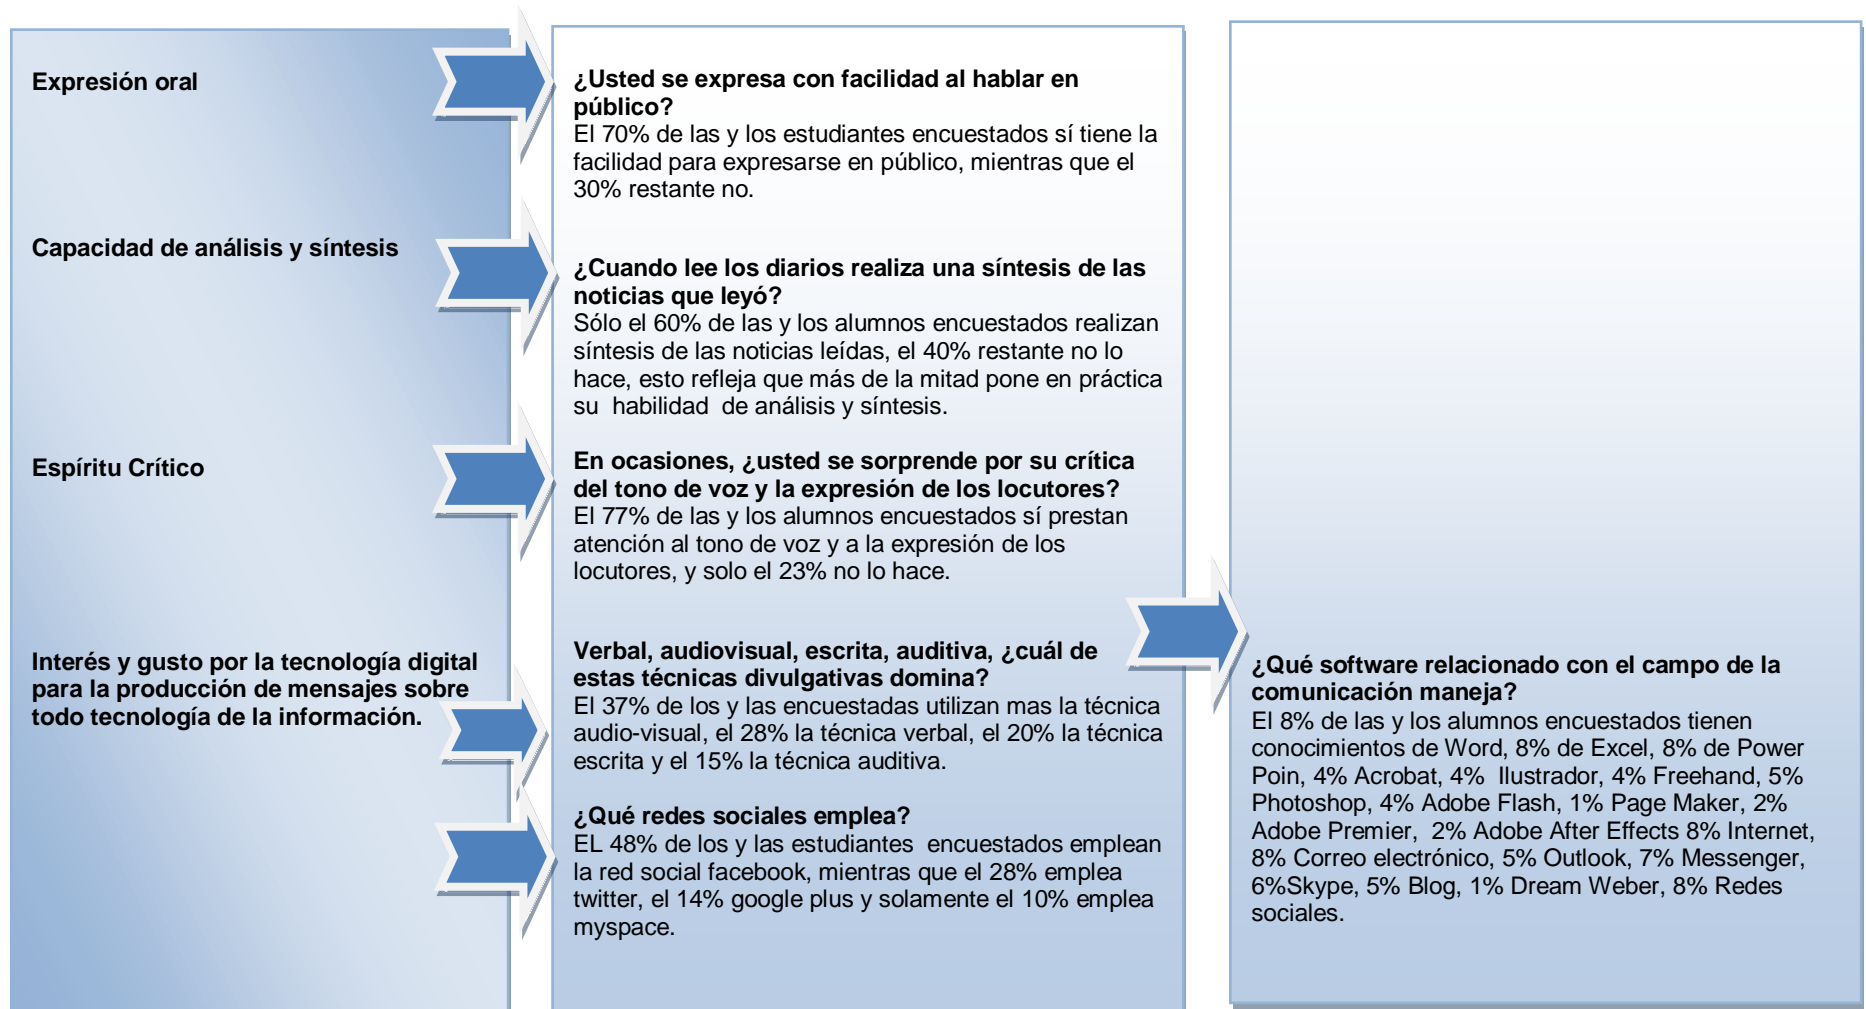 Expresión oral
Capacidad de análisis y síntesis
Espíritu Crítico
Interés y gusto por la tecnología digital
para la producción de mensajes sobre
todo tecnología de la información.
¿Usted se expresa con facilidad al hablar en
público?
El 70% de las y los estudiantes encuestados sí tiene la
facilidad para expresarse en público, mientras que el
30% restante no.
¿Cuando lee los diarios realiza una síntesis de las
noticias que leyó?
Sólo el 60% de las y los alumnos encuestados realizan
síntesis de las noticias leídas, el 40% restante no lo
hace, esto refleja que más de la mitad pone en práctica
su habilidad de análisis y síntesis.
En ocasiones, ¿usted se sorprende por su crítica
del tono de voz y la expresión de los locutores?
El 77% de las y los alumnos encuestados sí prestan
atención al tono de voz y a la expresión de los
locutores, y solo el 23% no lo hace.
Verbal, audiovisual, escrita, auditiva, ¿cuál de
estas técnicas divulgativas domina?
El 37% de los y las encuestadas utilizan mas la técnica
audio-visual, el 28% la técnica verbal, el 20% la técnica
escrita y el 15% la técnica auditiva.
¿Qué redes sociales emplea?
EL 48% de los y las estudiantes encuestados emplean
la red social facebook, mientras que el 28% emplea
twitter, el 14% google plus y solamente el 10% emplea
myspace.
¿Qué software relacionado con el campo de la
comunicación maneja?
El 8% de las y los alumnos encuestados tienen
conocimientos de Word, 8% de Excel, 8% de Power
Poin, 4% Acrobat, 4% Ilustrador, 4% Freehand, 5%
Photoshop, 4% Adobe Flash, 1% Page Maker, 2%
Adobe Premier, 2% Adobe After Effects 8% Internet,
8% Correo electrónico, 5% Outlook, 7% Messenger,
6%Skype, 5% Blog, 1% Dream Weber, 8% Redes
sociales.